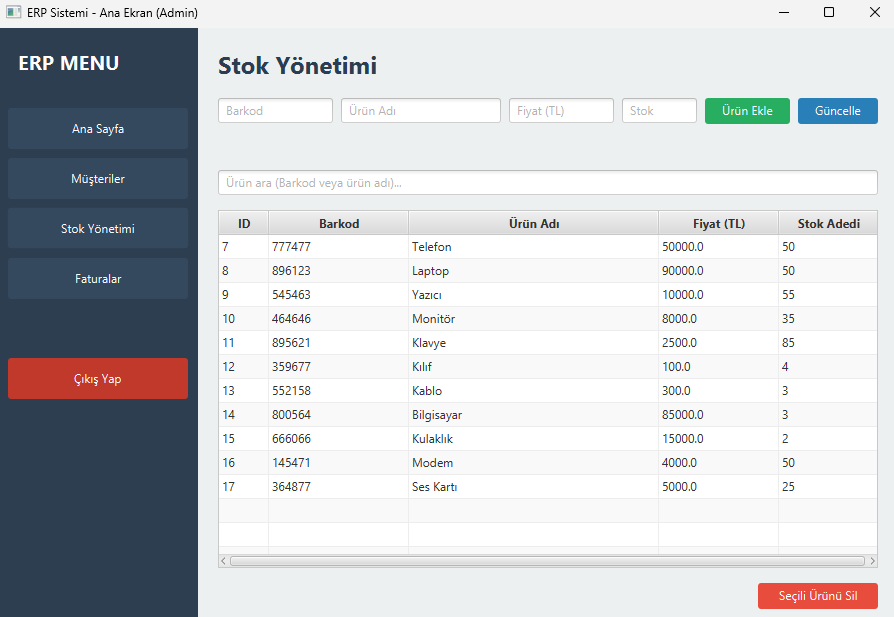 ERP Sistemi - Ana Ekran (Admin)
ERP MENU
Ana Sayfa
Müşteriler
Stok Yönetimi
Faturalar
Çıkış Yap
Stok Yönetimi
Barkod Ürün Adı Fiyat (TL) Stok Ürün Ekle Güncelle
Ürün ara (Barkod veya ürün adı)...
ID Barkod Ürün Adı Fiyat (TL) Stok Adedi
7 777477 Telefon 50000.0 50
8 896123 Laptop 90000.0 50
9 545463 Yazıcı 10000.0 55
10 464646 Monitör 8000.0 35
11 895621 Klavye 2500.0 85
12 359677 Kılıf 100.0 4
13 552158 Kablo 300.0 3
14 800564 Bilgisayar 85000.0 3
15 666066 Kulaklık 15000.0 2
16 145471 Modem 4000.0 50
17 364877 Ses Kartı 5000.0 25
Seçili Ürünü Sil